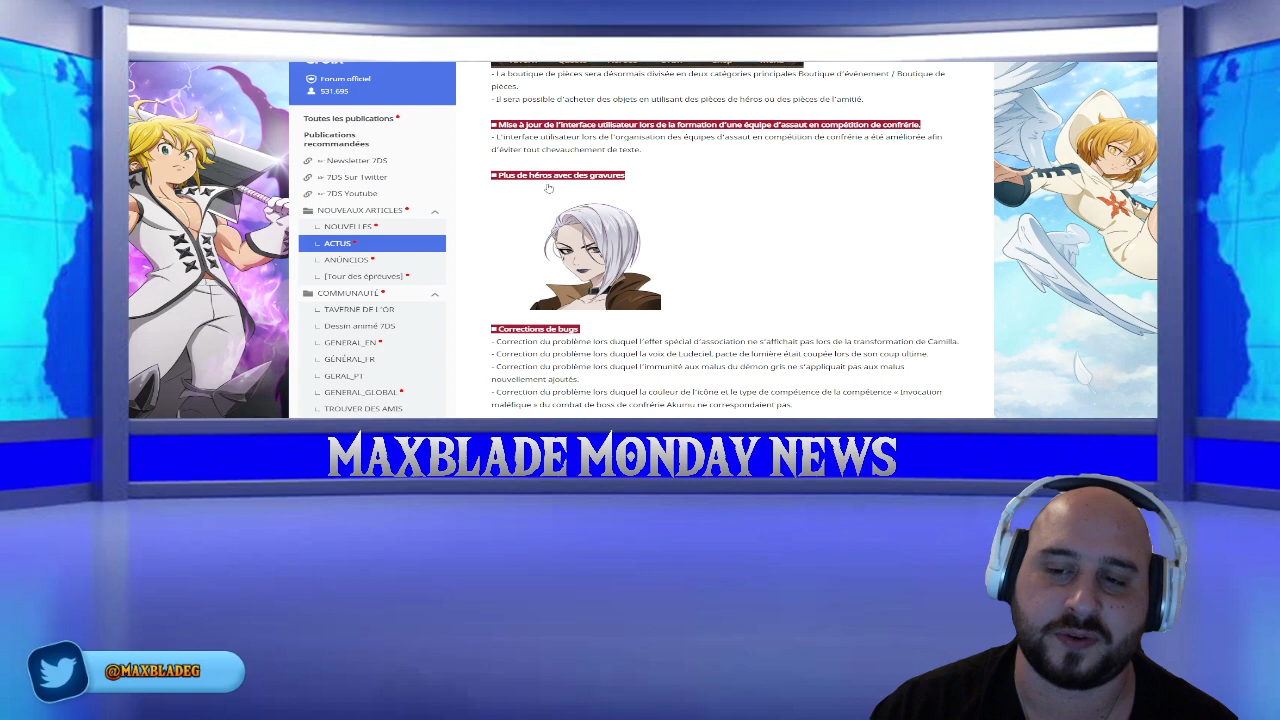 Forum officiel
531,695
Toutes les publications
Publications
recommandées
Newsletter 7DS
7DS Sur Twitter
7DS Youtube
NOUVEAUX ARTICLES
NOUVELLES
ACTUS
ANÚNCIOS
[Tour des épreuves]
COMMUNAUTÉ
TAVERNE DE L'OR
Dessin animé 7DS
GENERAL_EN
GÉNÉRAL_FR
GERAL_PT
GENERAL_GLOBAL
TROUVER DES AMIS
- La boutique de pièces sera désormais divisée en deux catégories principales Boutique d'événement / Boutique de
pièces.
- Il sera possible d'acheter des objets en utilisant des pièces de héros ou des pièces de l'amitié.
■ Mise à jour de l'interface utilisateur lors de la formation d'une équipe d'assaut en compétition de confrérie.
- L'interface utilisateur lors de l'organisation des équipes d'assaut en compétition de confrérie a été améliorée afin
d'éviter tout chevauchement de texte.
■ Plus de héros avec des gravures
■ Corrections de bugs
- Correction du problème lors duquel l'effet spécial d'association ne s'affichait pas lors de la transformation de Camilla.
- Correction du problème lors duquel la voix de Ludeciel, pacte de lumière était coupée lors de son coup ultime.
- Correction du problème lors duquel l'immunité aux malus du démon gris ne s'appliquait pas aux malus
nouvellement ajoutés.
- Correction du problème lors duquel la couleur de l'icône et le type de compétence de la compétence « Invocation
maléfique » du combat de boss de confrérie Akumu ne correspondaient pas.
MAXBLADE MONDAY NEWS
@MAXBLADEG